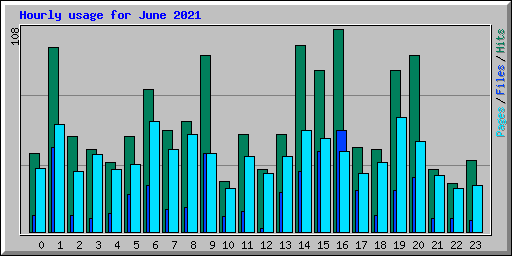 Hourly usage for June 2021
108
Pages / Files / Hits
0 1 2 3 4 5 6 7 8 9 10 11 12 13 14 15 16 17 18 19 20 21 22 23